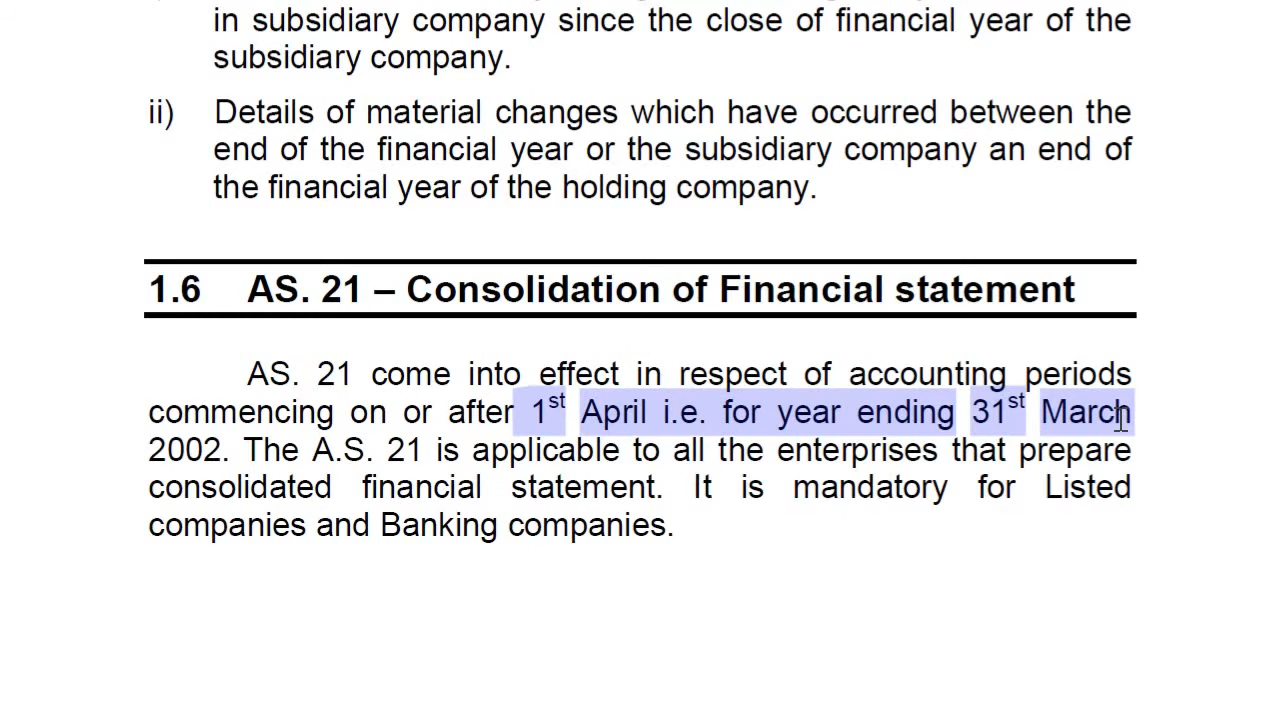 in subsidiary company since the close of financial year of the
subsidiary company.
ii) Details of material changes which have occurred between the
end of the financial year or the subsidiary company an end of
the financial year of the holding company.
1.6 AS. 21 – Consolidation of Financial statement
AS. 21 come into effect in respect of accounting periods
commencing on or after 1st April i.e. for year ending 31st March
2002. The A.S. 21 is applicable to all the enterprises that prepare
consolidated financial statement. It is mandatory for Listed
companies and Banking companies.